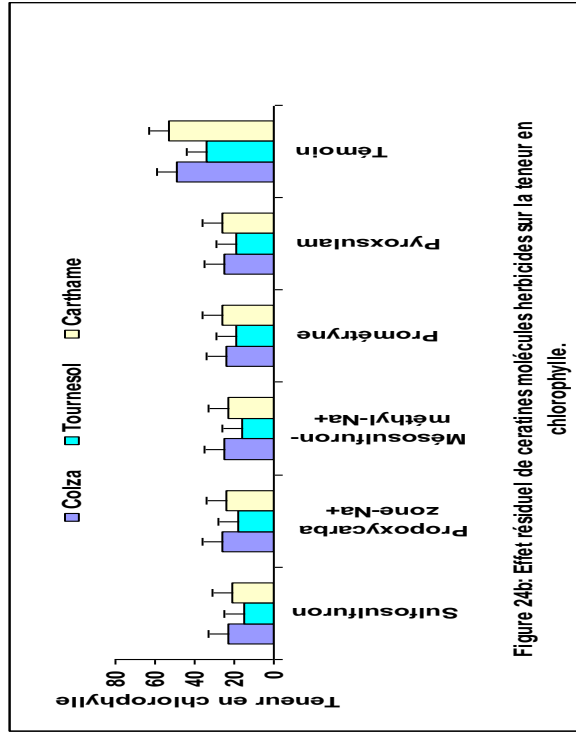 Colza
Tournesol
Carthame
Teneur en chlorophylle
80
60
40
20
0
Sulfosulfuron
Propoxycarba
zone-Na+
Mésosulfuron-
méthyl-Na+
Prométryne
Pyroxsulam
Témoin
Figure 24b: Effet résiduel de ceratines molécules herbicides sur la teneur en
chlorophylle.